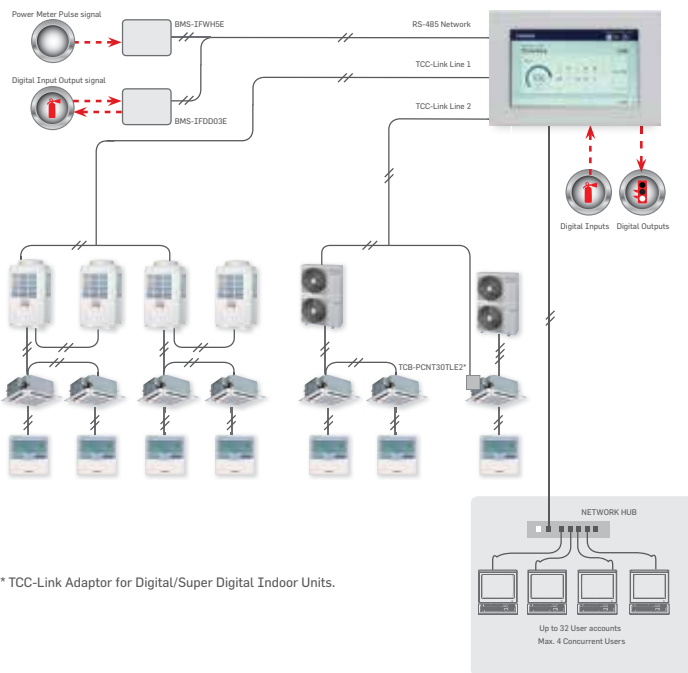 Power Meter Pulse signal
BMS-IFWH5E
RS-485 Network
TCC-Link Line 1
Digital Input Output signal
TCC-Link Line 2
BMS-IFDD03E
Digital Inputs
Digital Outputs
TCB-PCNT30TLE2*
NETWORK HUB
* TCC-Link Adaptor for Digital/Super Digital Indoor Units.
Up to 32 User accounts
Max. 4 Concurrent Users